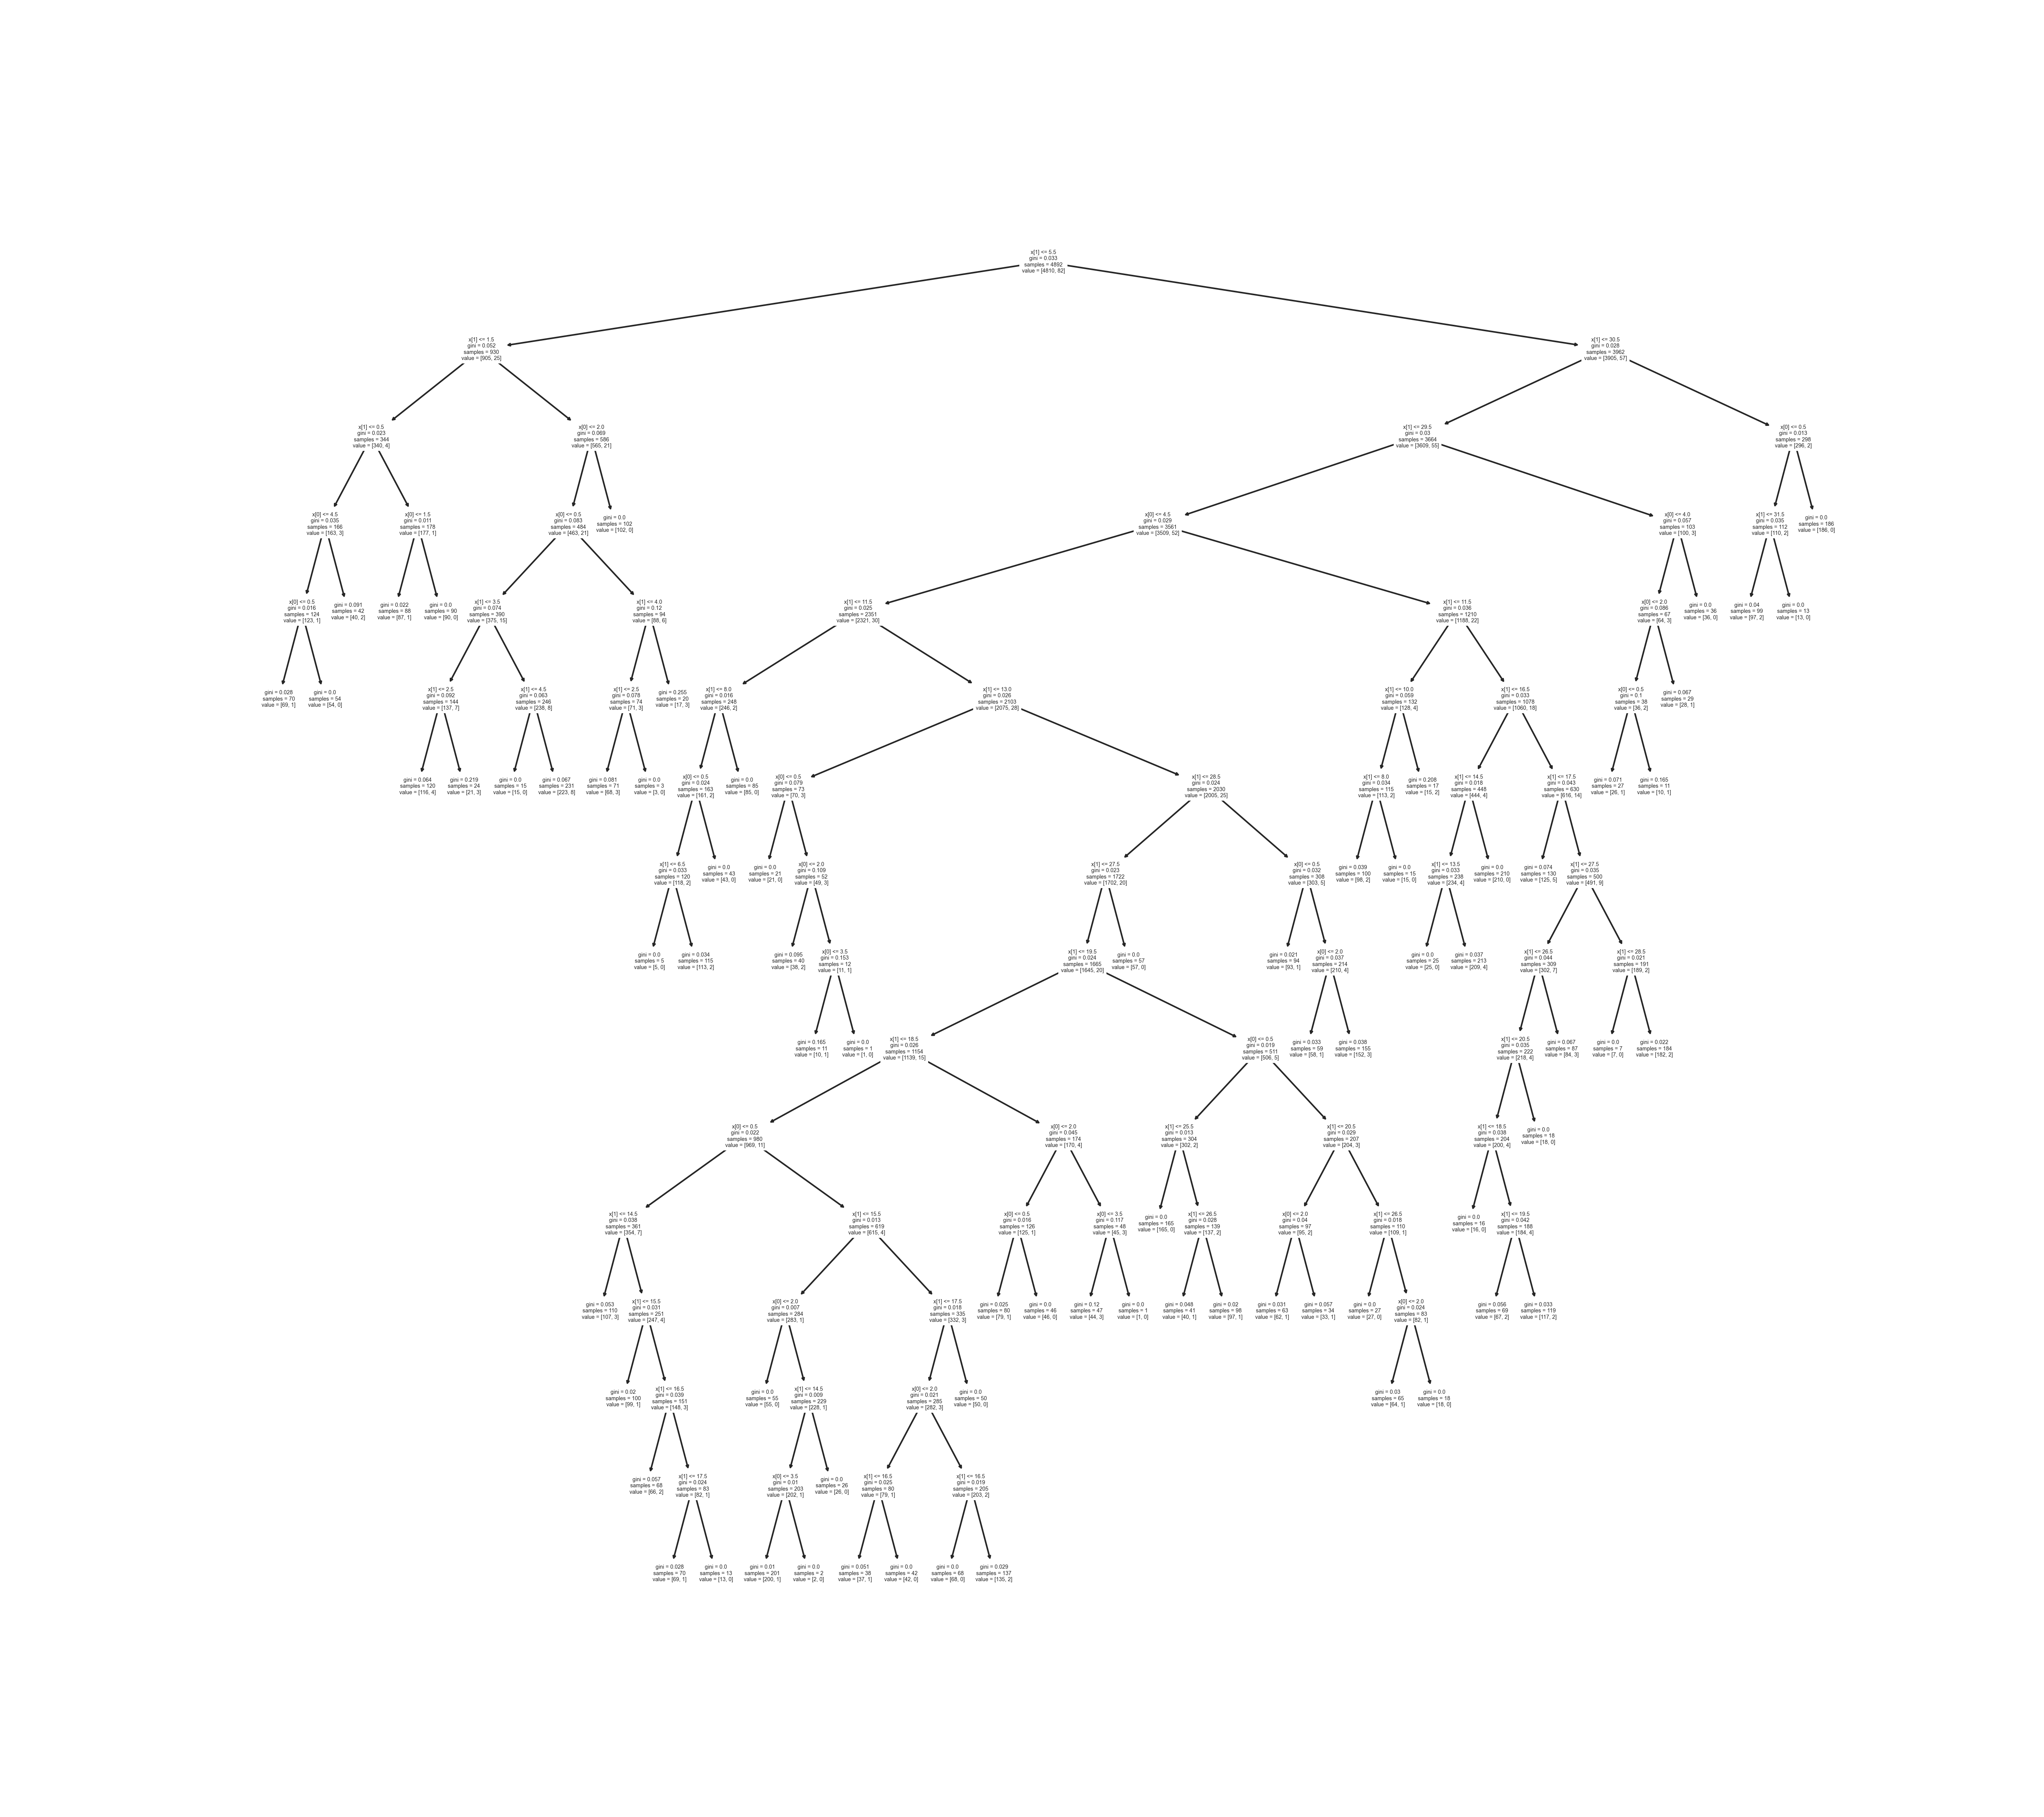 x[1] <= 5.5
gini = 0.033
samples = 4892
value = [4810, 82]
x[1] <= 1.5
gini = 0.052
samples = 930
value = [905, 25]
x[1] <= 30.5
gini = 0.028
samples = 3962
value = [3905, 57]
x[1] <= 0.5
gini = 0.023
samples = 344
value = [340, 4]
x[0] <= 2.0
gini = 0.069
samples = 586
value = [565, 21]
x[1] <= 29.5
gini = 0.03
samples = 3664
value = [3609, 55]
x[0] <= 0.5
gini = 0.013
samples = 298
value = [296, 2]
x[0] <= 4.5
gini = 0.035
samples = 166
value = [163, 3]
x[0] <= 1.5
gini = 0.011
samples = 178
value = [177, 1]
x[0] <= 0.5
gini = 0.083
samples = 484
value = [463, 21]
gini = 0.0
samples = 102
value = [102, 0]
x[0] <= 4.5
gini = 0.029
samples = 3561
value = [3509, 52]
x[0] <= 4.0
gini = 0.057
samples = 103
value = [100, 3]
x[1] <= 31.5
gini = 0.035
samples = 112
value = [110, 2]
gini = 0.0
samples = 186
value = [186, 0]
x[0] <= 0.5
gini = 0.016
samples = 124
value = [123, 1]
gini = 0.091
samples = 42
value = [40, 2]
gini = 0.022
samples = 88
value = [87, 1]
gini = 0.0
samples = 90
value = [90, 0]
x[1] <= 3.5
gini = 0.074
samples = 390
value = [375, 15]
x[1] <= 4.0
gini = 0.12
samples = 94
value = [88, 6]
x[1] <= 11.5
gini = 0.025
samples = 2351
value = [2321, 30]
x[1] <= 11.5
gini = 0.036
samples = 1210
value = [1188, 22]
x[0] <= 2.0
gini = 0.086
samples = 67
value = [64, 3]
gini = 0.0
samples = 36
value = [36, 0]
gini = 0.04
samples = 99
value = [97, 2]
gini = 0.0
samples = 13
value = [13, 0]
gini = 0.028
samples = 70
value = [69, 1]
gini = 0.0
samples = 54
value = [54, 0]
x[1] <= 2.5
gini = 0.092
samples = 144
value = [137, 7]
x[1] <= 4.5
gini = 0.063
samples = 246
value = [238, 8]
x[1] <= 2.5
gini = 0.078
samples = 74
value = [71, 3]
gini = 0.255
samples = 20
value = [17, 3]
x[1] <= 8.0
gini = 0.016
samples = 248
value = [246, 2]
x[1] <= 13.0
gini = 0.026
samples = 2103
value = [2075, 28]
x[1] <= 10.0
gini = 0.059
samples = 132
value = [128, 4]
x[1] <= 16.5
gini = 0.033
samples = 1078
value = [1060, 18]
x[0] <= 0.5
gini = 0.1
samples = 38
value = [36, 2]
gini = 0.067
samples = 29
value = [28, 1]
gini = 0.064
samples = 120
value = [116, 4]
gini = 0.219
samples = 24
value = [21, 3]
gini = 0.0
samples = 15
value = [15, 0]
gini = 0.067
samples = 231
value = [223, 8]
gini = 0.081
samples = 71
value = [68, 3]
gini = 0.0
samples = 3
value = [3, 0]
x[0] <= 0.5
gini = 0.024
samples = 163
value = [161, 2]
gini = 0.0
samples = 85
value = [85, 0]
x[0] <= 0.5
gini = 0.079
samples = 73
value = [70, 3]
x[1] <= 28.5
gini = 0.024
samples = 2030
value = [2005, 25]
x[1] <= 8.0
gini = 0.034
samples = 115
value = [113, 2]
gini = 0.208
samples = 17
value = [15, 2]
x[1] <= 14.5
gini = 0.018
samples = 448
value = [444, 4]
x[1] <= 17.5
gini = 0.043
samples = 630
value = [616, 14]
gini = 0.071
samples = 27
value = [26, 1]
gini = 0.165
samples = 11
value = [10, 1]
x[1] <= 6.5
gini = 0.033
samples = 120
value = [118, 2]
gini = 0.0
samples = 43
value = [43, 0]
gini = 0.0
samples = 21
value = [21, 0]
x[0] <= 2.0
gini = 0.109
samples = 52
value = [49, 3]
x[1] <= 27.5
gini = 0.023
samples = 1722
value = [1702, 20]
x[0] <= 0.5
gini = 0.032
samples = 308
value = [303, 5]
gini = 0.039
samples = 100
value = [98, 2]
gini = 0.0
samples = 15
value = [15, 0]
x[1] <= 13.5
gini = 0.033
samples = 238
value = [234, 4]
gini = 0.0
samples = 210
value = [210, 0]
gini = 0.074
samples = 130
value = [125, 5]
x[1] <= 27.5
gini = 0.035
samples = 500
value = [491, 9]
gini = 0.0
samples = 5
value = [5, 0]
gini = 0.034
samples = 115
value = [113, 2]
gini = 0.095
samples = 40
value = [38, 2]
x[0] <= 3.5
gini = 0.153
samples = 12
value = [11, 1]
x[1] <= 19.5
gini = 0.024
samples = 1665
value = [1645, 20]
gini = 0.0
samples = 57
value = [57, 0]
gini = 0.021
samples = 94
value = [93, 1]
x[0] <= 2.0
gini = 0.037
samples = 214
value = [210, 4]
gini = 0.0
samples = 25
value = [25, 0]
gini = 0.037
samples = 213
value = [209, 4]
x[1] <= 26.5
gini = 0.044
samples = 309
value = [302, 7]
x[1] <= 28.5
gini = 0.021
samples = 191
value = [189, 2]
gini = 0.165
samples = 11
value = [10, 1]
gini = 0.0
samples = 1
value = [1, 0]
x[1] <= 18.5
gini = 0.026
samples = 1154
value = [1139, 15]
x[0] <= 0.5
gini = 0.019
samples = 511
value = [506, 5]
gini = 0.033
samples = 59
value = [58, 1]
gini = 0.038
samples = 155
value = [152, 3]
x[1] <= 20.5
gini = 0.035
samples = 222
value = [218, 4]
gini = 0.067
samples = 87
value = [84, 3]
gini = 0.0
samples = 7
value = [7, 0]
gini = 0.022
samples = 184
value = [182, 2]
x[0] <= 0.5
gini = 0.022
samples = 980
value = [969, 11]
x[0] <= 2.0
gini = 0.045
samples = 174
value = [170, 4]
x[1] <= 25.5
gini = 0.013
samples = 304
value = [302, 2]
x[1] <= 20.5
gini = 0.029
samples = 207
value = [204, 3]
x[1] <= 18.5
gini = 0.038
samples = 204
value = [200, 4]
gini = 0.0
samples = 18
value = [18, 0]
x[1] <= 14.5
gini = 0.038
samples = 361
value = [354, 7]
x[1] <= 15.5
gini = 0.013
samples = 619
value = [615, 4]
x[0] <= 0.5
gini = 0.016
samples = 126
value = [125, 1]
x[0] <= 3.5
gini = 0.117
samples = 48
value = [45, 3]
gini = 0.0
samples = 165
value = [165, 0]
x[1] <= 26.5
gini = 0.028
samples = 139
value = [137, 2]
x[0] <= 2.0
gini = 0.04
samples = 97
value = [95, 2]
x[1] <= 26.5
gini = 0.018
samples = 110
value = [109, 1]
gini = 0.0
samples = 16
value = [16, 0]
x[1] <= 19.5
gini = 0.042
samples = 188
value = [184, 4]
gini = 0.053
samples = 110
value = [107, 3]
x[1] <= 15.5
gini = 0.031
samples = 251
value = [247, 4]
x[0] <= 2.0
gini = 0.007
samples = 284
value = [283, 1]
x[1] <= 17.5
gini = 0.018
samples = 335
value = [332, 3]
gini = 0.025
samples = 80
value = [79, 1]
gini = 0.0
samples = 46
value = [46, 0]
gini = 0.12
samples = 47
value = [44, 3]
gini = 0.0
samples = 1
value = [1, 0]
gini = 0.048
samples = 41
value = [40, 1]
gini = 0.02
samples = 98
value = [97, 1]
gini = 0.031
samples = 63
value = [62, 1]
gini = 0.057
samples = 34
value = [33, 1]
gini = 0.0
samples = 27
value = [27, 0]
x[0] <= 2.0
gini = 0.024
samples = 83
value = [82, 1]
gini = 0.056
samples = 69
value = [67, 2]
gini = 0.033
samples = 119
value = [117, 2]
gini = 0.02
samples = 100
value = [99, 1]
x[1] <= 16.5
gini = 0.039
samples = 151
value = [148, 3]
gini = 0.0
samples = 55
value = [55, 0]
x[1] <= 14.5
gini = 0.009
samples = 229
value = [228, 1]
x[0] <= 2.0
gini = 0.021
samples = 285
value = [282, 3]
gini = 0.0
samples = 50
value = [50, 0]
gini = 0.03
samples = 65
value = [64, 1]
gini = 0.0
samples = 18
value = [18, 0]
gini = 0.057
samples = 68
value = [66, 2]
x[1] <= 17.5
gini = 0.024
samples = 83
value = [82, 1]
x[0] <= 3.5
gini = 0.01
samples = 203
value = [202, 1]
gini = 0.0
samples = 26
value = [26, 0]
x[1] <= 16.5
gini = 0.025
samples = 80
value = [79, 1]
x[1] <= 16.5
gini = 0.019
samples = 205
value = [203, 2]
gini = 0.028
samples = 70
value = [69, 1]
gini = 0.0
samples = 13
value = [13, 0]
gini = 0.01
samples = 201
value = [200, 1]
gini = 0.0
samples = 2
value = [2, 0]
gini = 0.051
samples = 38
value = [37, 1]
gini = 0.0
samples = 42
value = [42, 0]
gini = 0.0
samples = 68
value = [68, 0]
gini = 0.029
samples = 137
value = [135, 2]